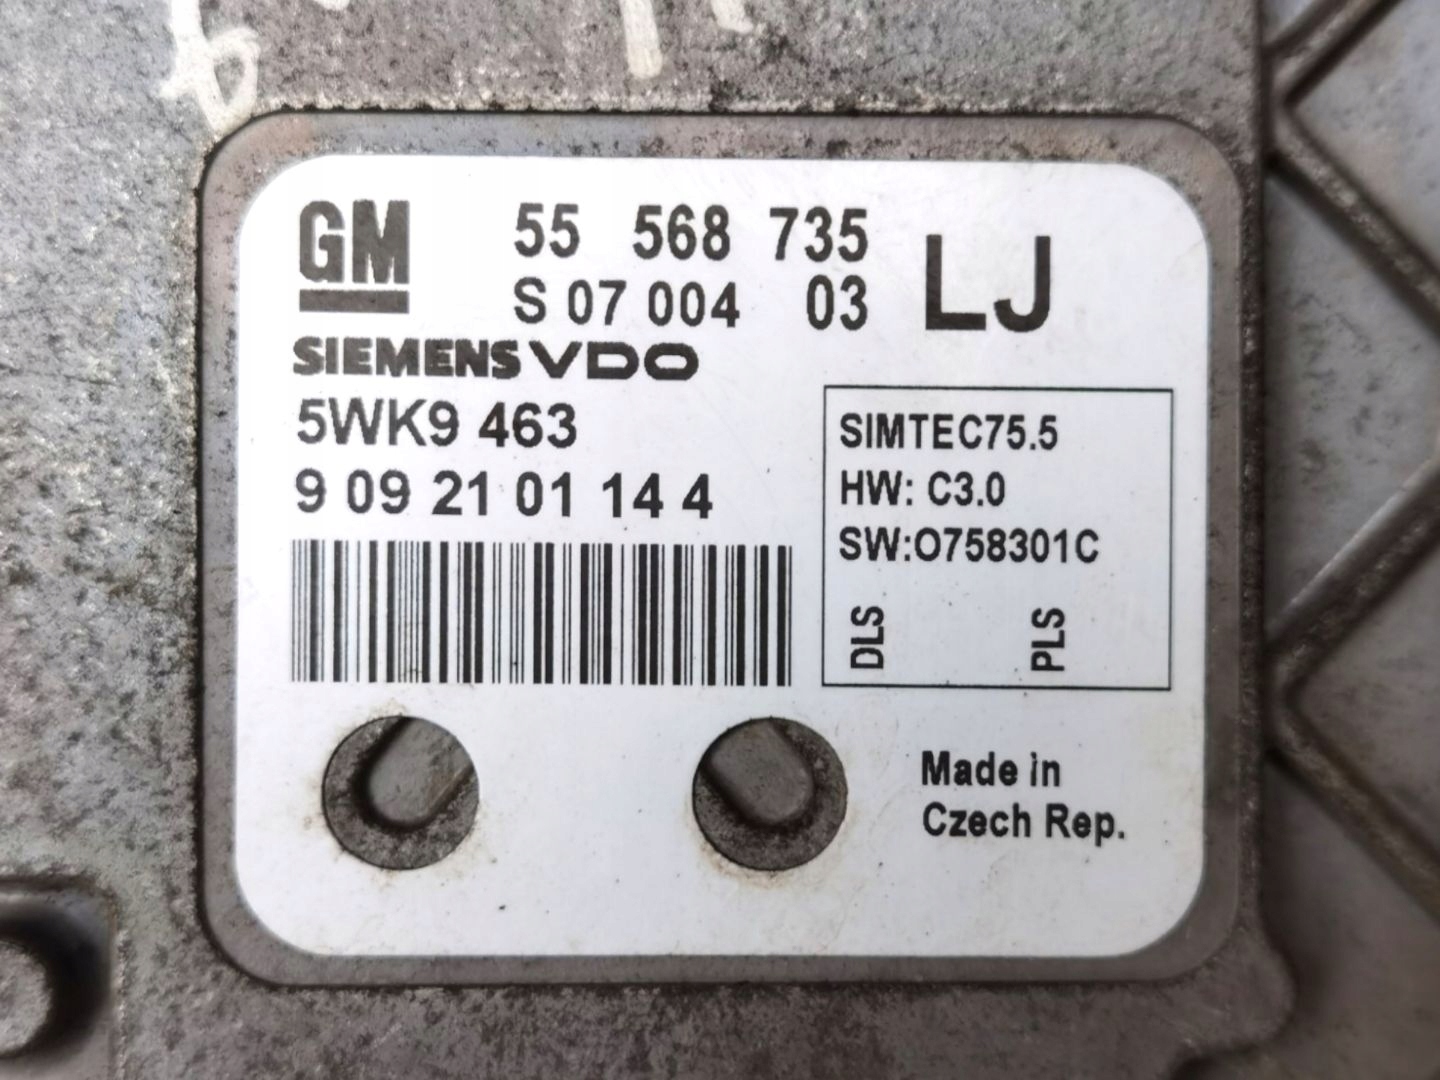 GM 55 568 735 LJ
S 07 004 03
SIEMENS VDO
5WK9 463
9 09 21 01 14 4
SIMTEC75.5
HW: C3.0
SW:O758301C
DLS PLS
Made in
Czech Rep.